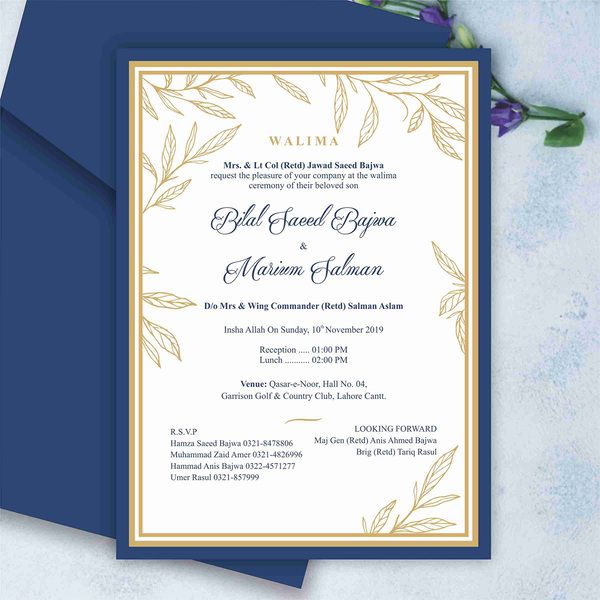 WALIMA
Mrs. & Lt Col (Retd) Jawad Saeed Bajwa
request the pleasure of your company at the walima
ceremony of their beloved son
Bilal Saeed Bajwa
&
Marium Salman
D/o Mrs & Wing Commander (Retd) Salman Aslam
Insha Allah On Sunday, 10th November 2019
Reception ..... 01:00 PM
Lunch ........... 02:00 PM
Venue: Qasar-e-Noor, Hall No. 04,
Garrison Golf & Country Club, Lahore Cantt.
R.S.V.P
Hamza Saeed Bajwa 0321-8478806
Muhammad Zaid Amer 0321-4826996
Hammad Anis Bajwa 0322-4571277
Umer Rasul 0321-857999
LOOKING FORWARD
Maj Gen (Retd) Anis Ahmed Bajwa
Brig (Retd) Tariq Rasul